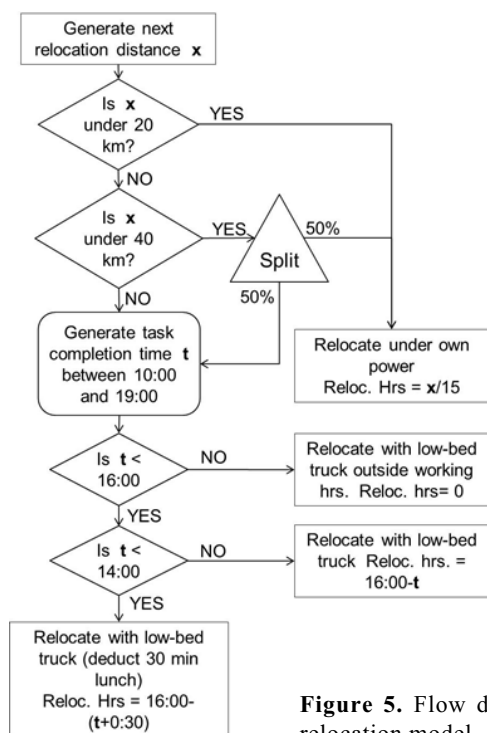 Generate next
relocation distance x
Is x
under 20
km?
YES
NO
Is x
under 40
km?
YES
50%
Split
50%
NO
Generate task
completion time t
between 10:00
and 19:00
Relocate under own
power
Reloc. Hrs = x/15
Is t <
16:00
NO
Relocate with low-bed
truck outside working
hrs. Reloc. hrs= 0
YES
Is t <
14:00
NO
Relocate with low-bed
truck Reloc. hrs. =
16:00-t
YES
Relocate with low-bed
truck (deduct 30 min
lunch)
Reloc. Hrs = 16:00-
(t+0:30)
Figure 5. Flow d
relocation model